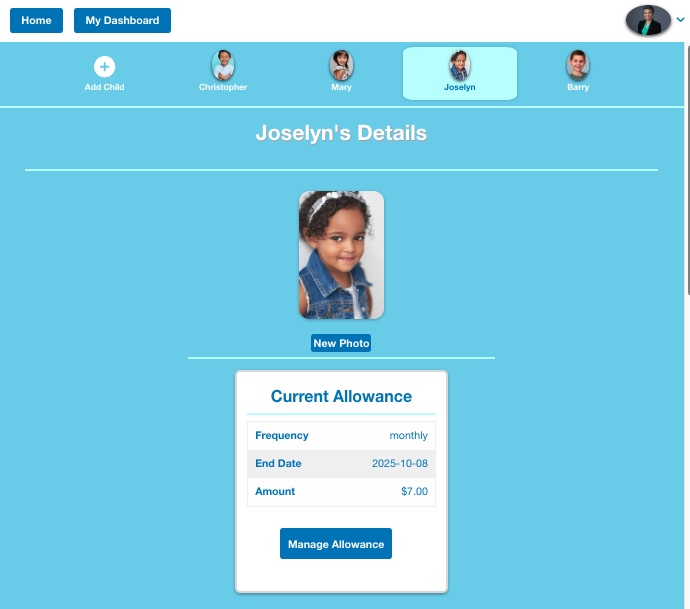 Home My Dashboard
Add Child Christopher Mary Joselyn Barry
Joselyn's Details
New Photo
Current Allowance
Frequency monthly
End Date 2025-10-08
Amount $7.00
Manage Allowance